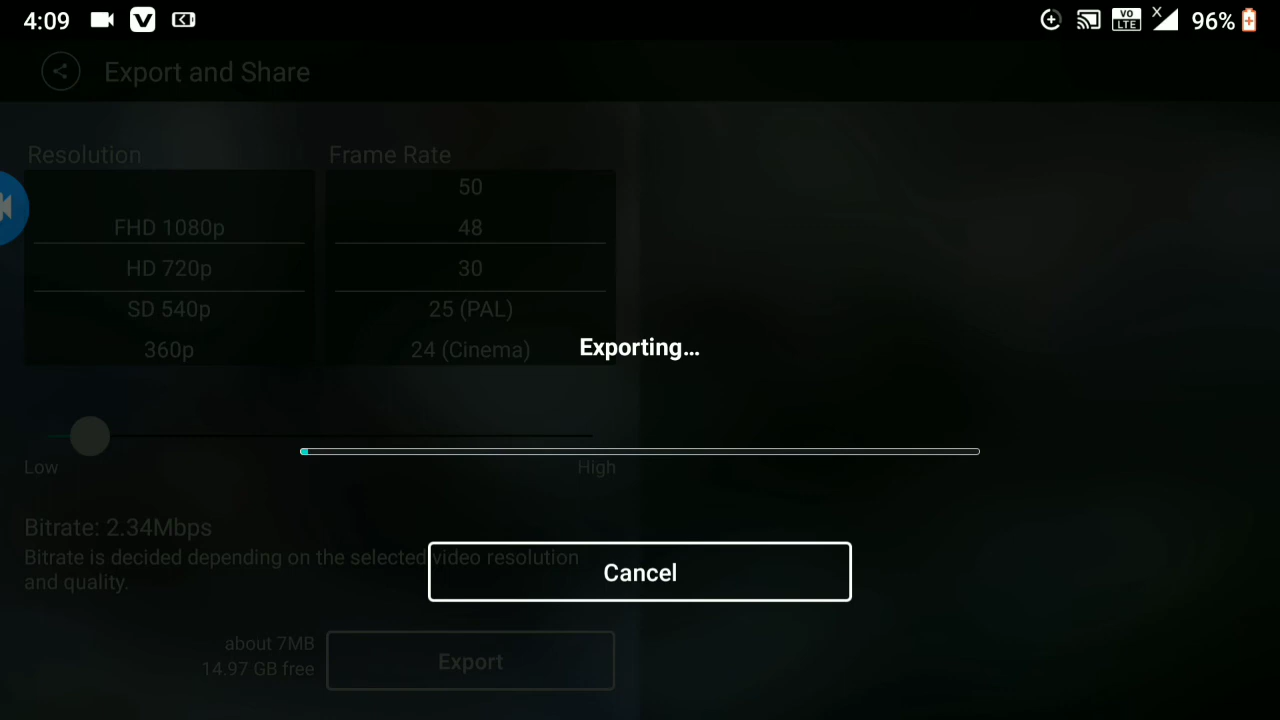 4:09
V
VO
LTE
X
96%
Export and Share
Resolution
Frame Rate
50
FHD 1080p
48
HD 720p
30
SD 540p
25 (PAL)
360p
24 (Cinema)
Exporting...
Low
High
Bitrate: 2.34Mbps
Bitrate is decided depending on the selected video resolution
and quality.
Cancel
about 7MB
14.97 GB free
Export